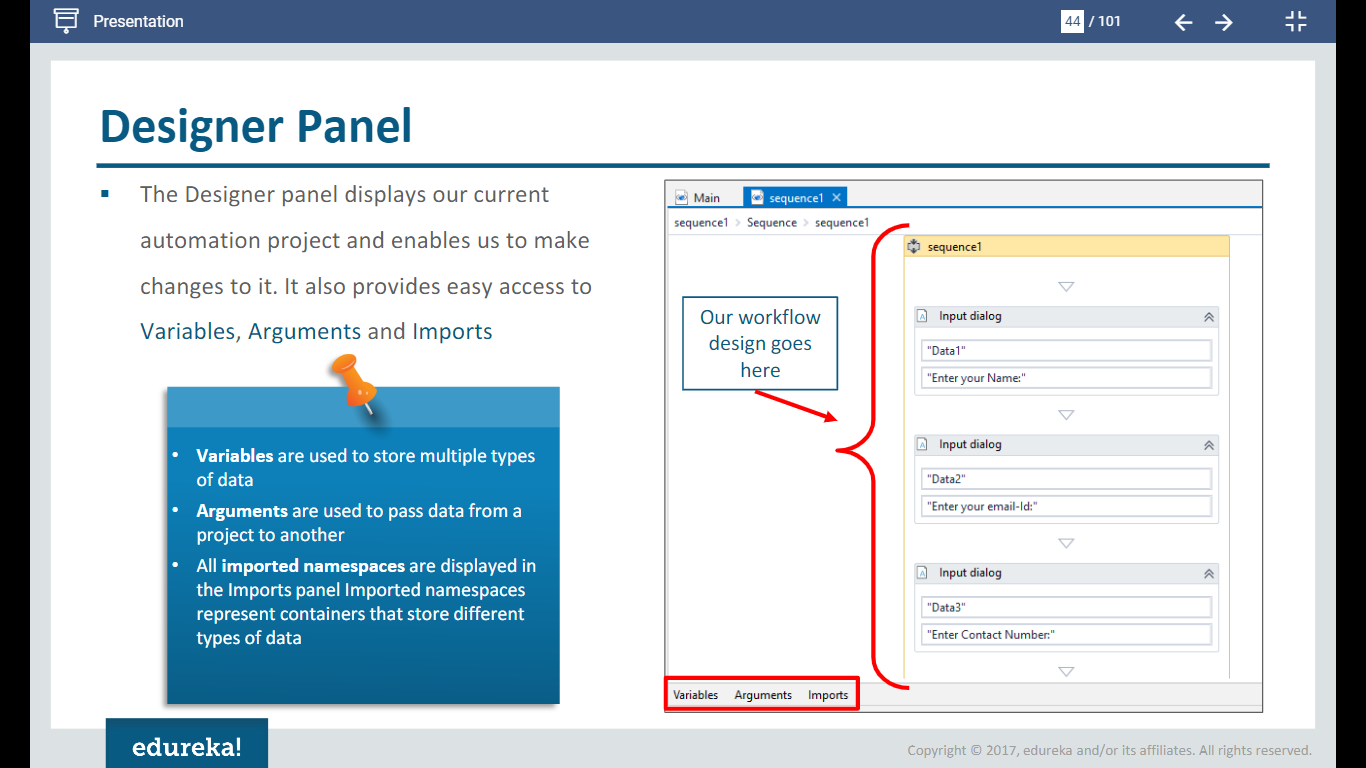 Presentation
44 / 101
Designer Panel
▪ The Designer panel displays our current
automation project and enables us to make
changes to it. It also provides easy access to
Variables, Arguments and Imports
• Variables are used to store multiple types
of data
• Arguments are used to pass data from a
project to another
• All imported namespaces are displayed in
the Imports panel Imported namespaces
represent containers that store different
types of data
Main
sequence1
sequence1 > Sequence > sequence1
Our workflow
design goes
here
sequence1
Input dialog
"Data1"
"Enter your Name:"
Input dialog
"Data2"
"Enter your email-Id:"
Input dialog
"Data3"
"Enter Contact Number:"
Variables Arguments Imports
edureka!
Copyright © 2017, edureka and/or its affiliates. All rights reserved.